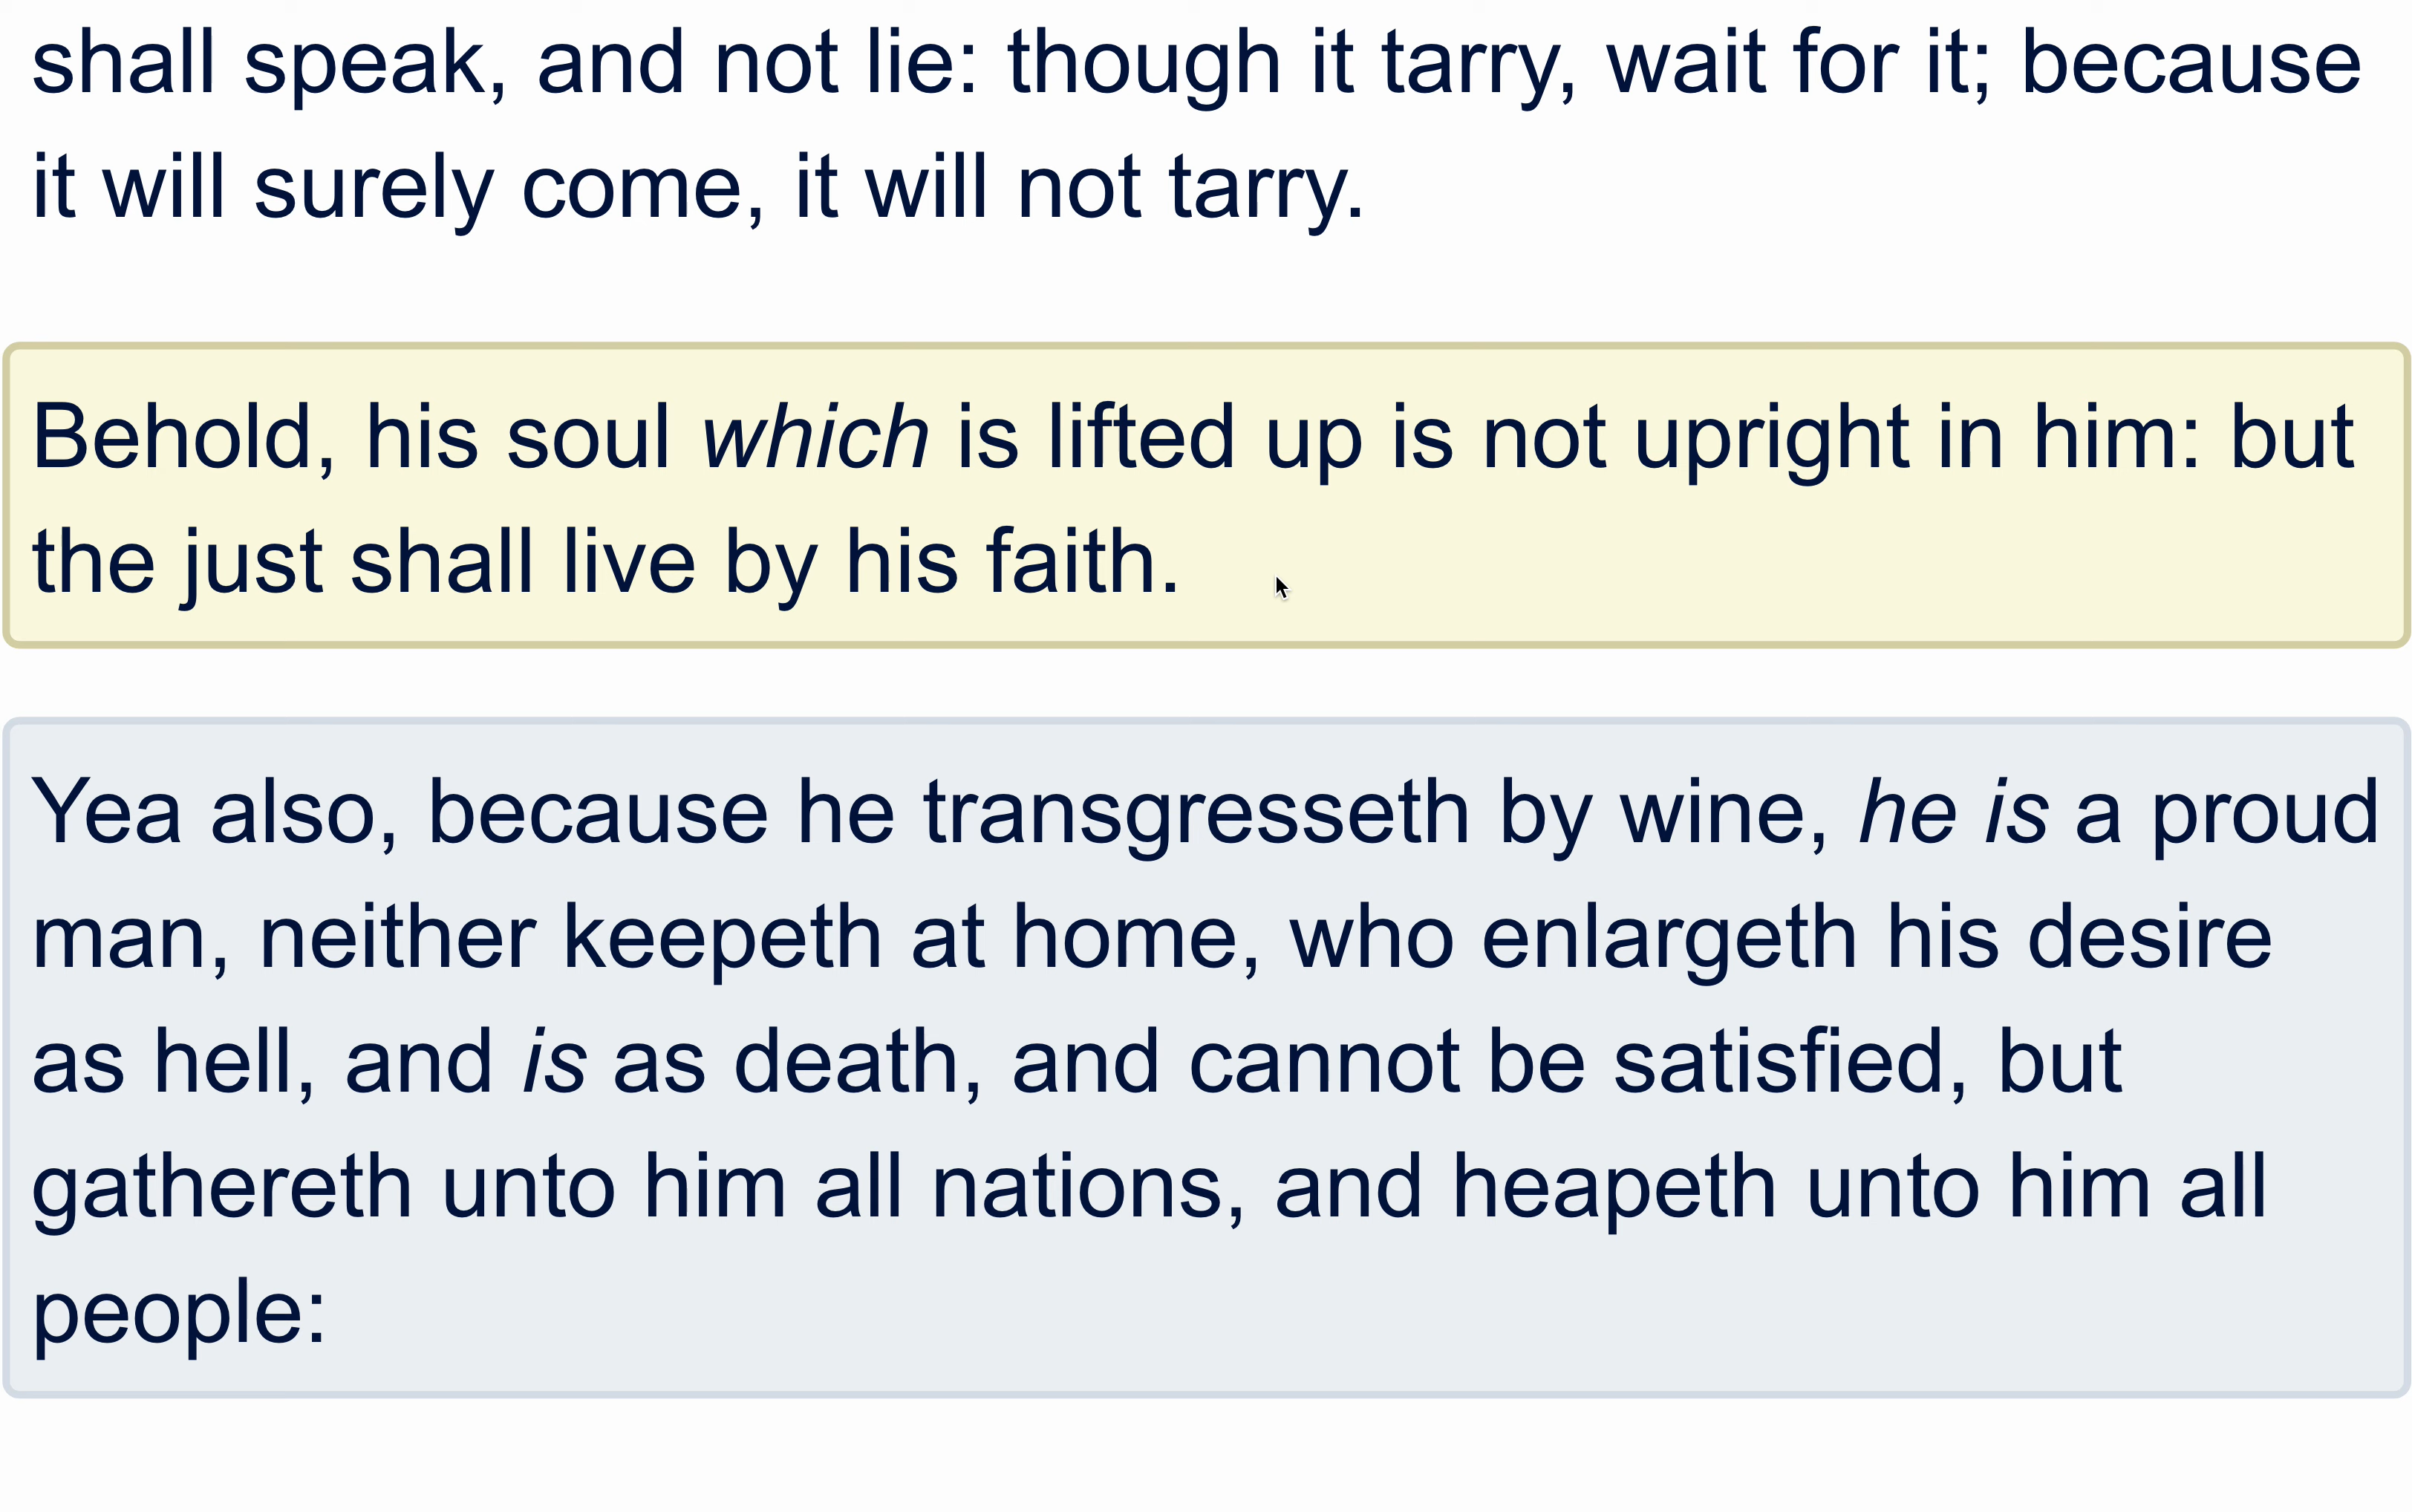 shall speak, and not lie: though it tarry, wait for it; because
it will surely come, it will not tarry.
Behold, his soul which is lifted up is not upright in him: but
the just shall live by his faith.
Yea also, because he transgresseth by wine, he is a proud
man, neither keepeth at home, who enlargeth his desire
as hell, and is as death, and cannot be satisfied, but
gathereth unto him all nations, and heapeth unto him all
people: